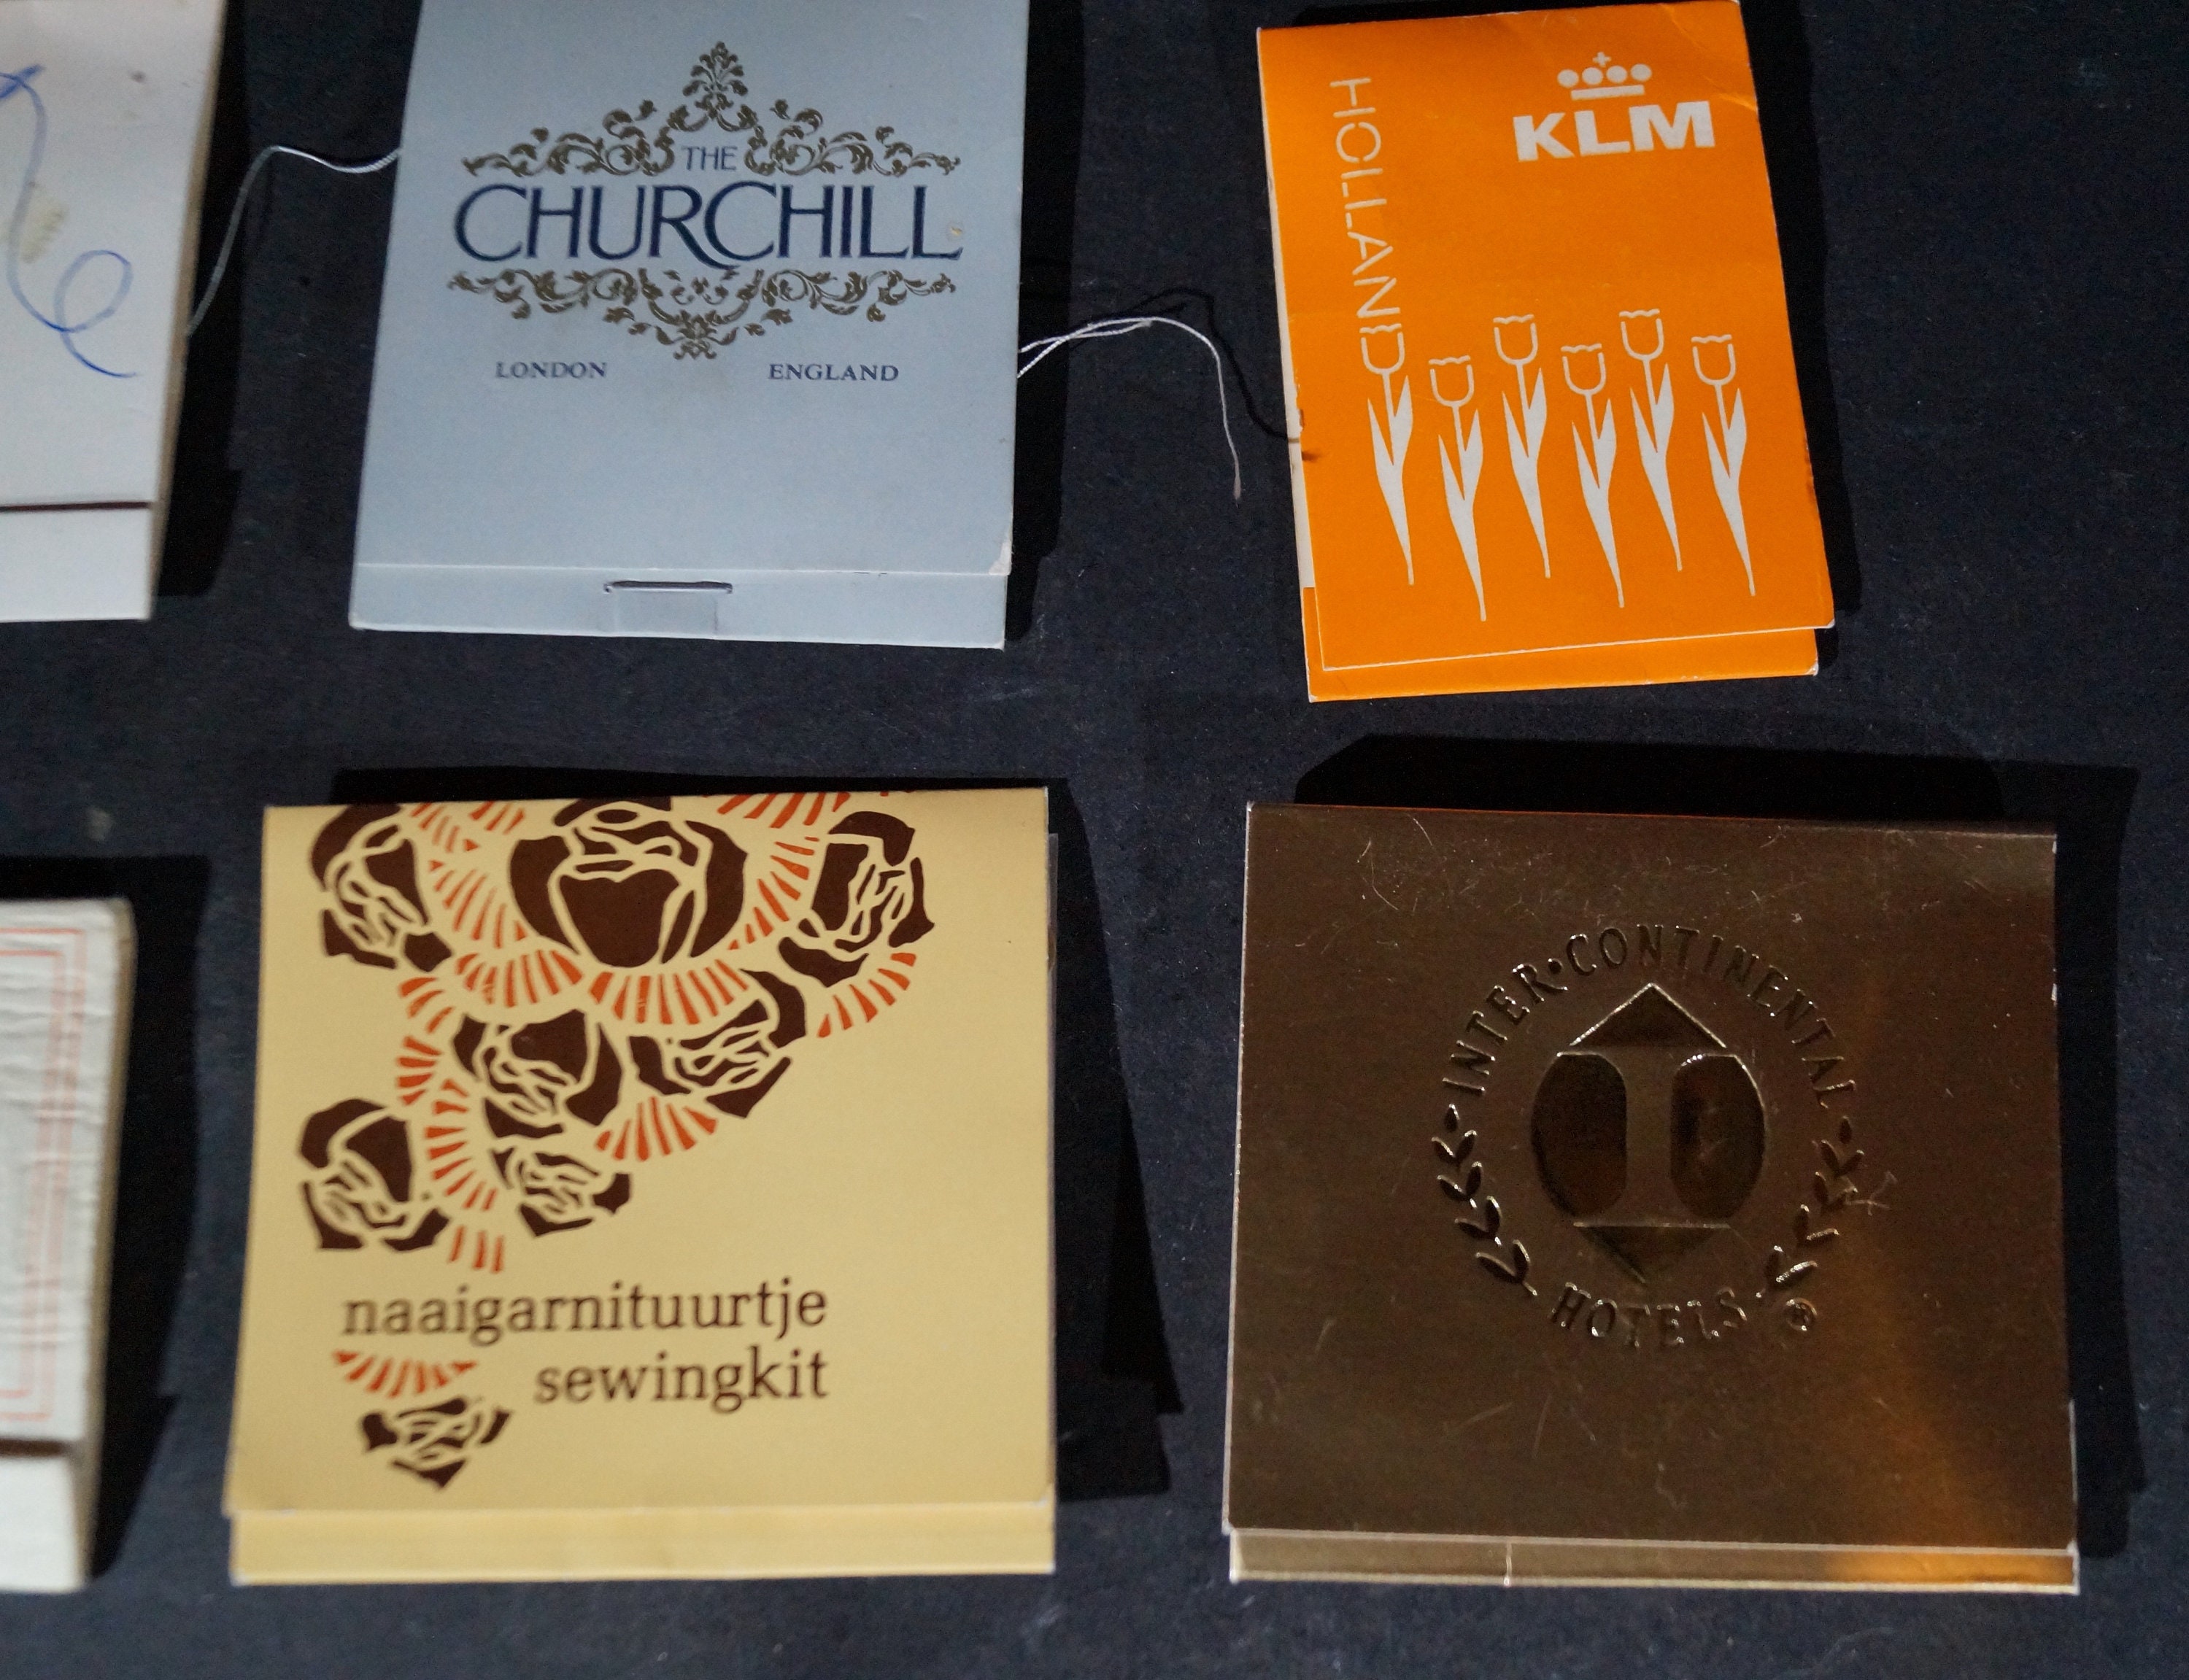 THE
CHURCHILL
LONDON ENGLAND
HOLLAND
KLM
naaigarnituurtje
sewingkit
INTER•CONTINENTAL
HOTELS ®